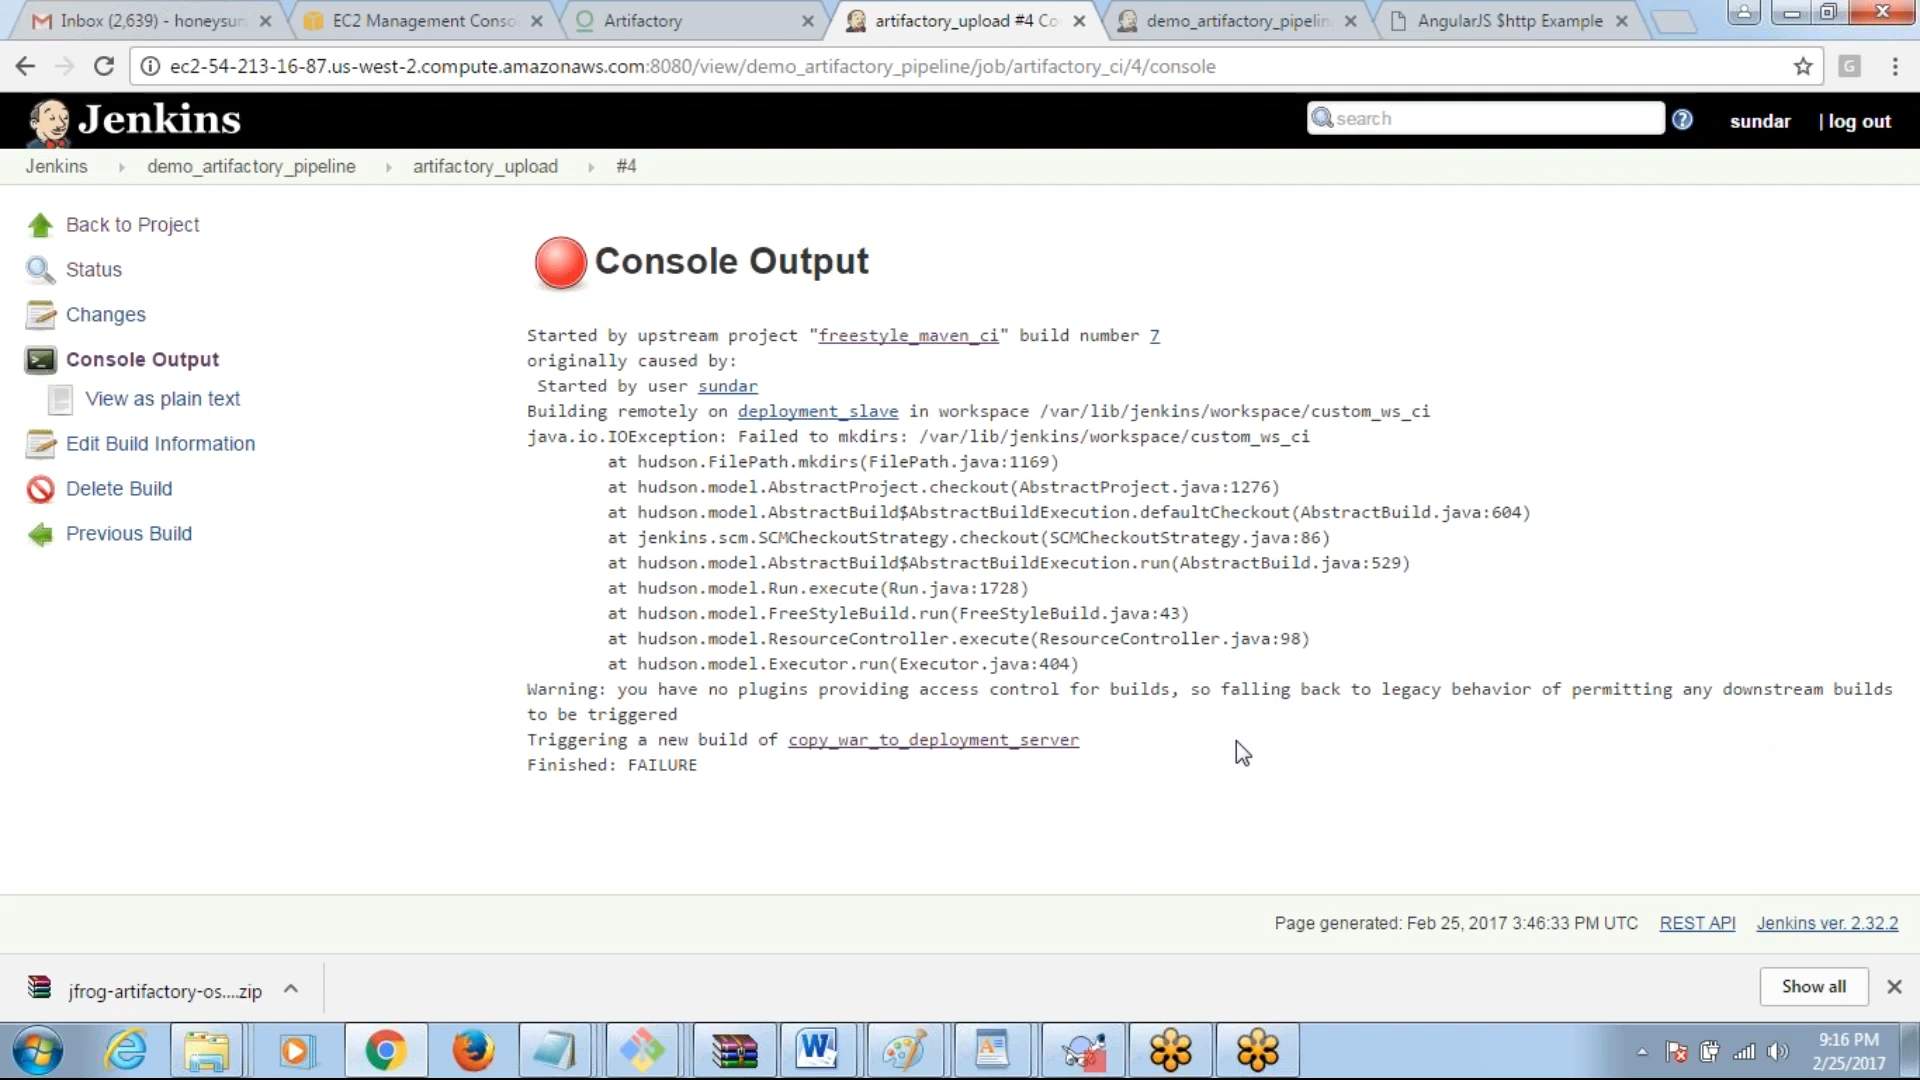 Inbox (2,639) - honeysun
EC2 Management Conso
Artifactory
artifactory_upload #4 Co
demo_artifactory_pipelin
AngularJS $http Example
ec2-54-213-16-87.us-west-2.compute.amazonaws.com:8080/view/demo_artifactory_pipeline/job/artifactory_ci/4/console
G
Jenkins
search
sundar
| log out
Jenkins
demo_artifactory_pipeline
artifactory_upload
#4
Back to Project
Status
Changes
Console Output
View as plain text
Edit Build Information
Delete Build
Previous Build
Console Output
Started by upstream project "freestyle_maven_ci" build number 7
originally caused by:
Started by user sundar
Building remotely on deployment_slave in workspace /var/lib/jenkins/workspace/custom_ws_ci
java.io.IOException: Failed to mkdirs: /var/lib/jenkins/workspace/custom_ws_ci
at hudson.FilePath.mkdirs(FilePath.java:1169)
at hudson.model.AbstractProject.checkout(AbstractProject.java:1276)
at hudson.model.AbstractBuild$AbstractBuildExecution.defaultCheckout(AbstractBuild.java:604)
at jenkins.scm.SCMCheckoutStrategy.checkout(SCMCheckoutStrategy.java:86)
at hudson.model.AbstractBuild$AbstractBuildExecution.run(AbstractBuild.java:529)
at hudson.model.Run.execute(Run.java:1728)
at hudson.model.FreeStyleBuild.run(FreeStyleBuild.java:43)
at hudson.model.ResourceController.execute(ResourceController.java:98)
at hudson.model.Executor.run(Executor.java:404)
Warning: you have no plugins providing access control for builds, so falling back to legacy behavior of permitting any downstream builds
to be triggered
Triggering a new build of copy_war_to_deployment_server
Finished: FAILURE
Page generated: Feb 25, 2017 3:46:33 PM UTC
REST API
Jenkins ver. 2.32.2
jfrog-artifactory-os....zip
Show all
9:16 PM
2/25/2017